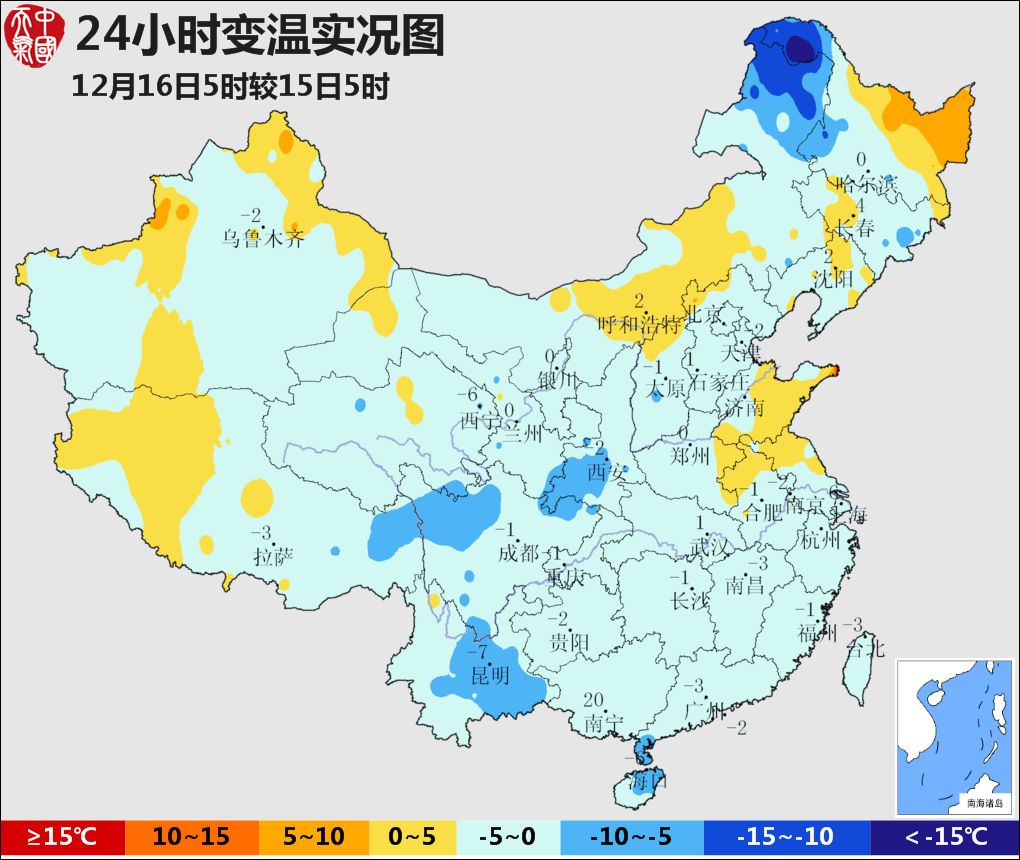 中國
天氣
24小时变温实况图
12月16日5时较15日5时
0
哈尔滨
4
长春
-2
乌鲁木齐
2
沈阳
2
呼和浩特
北京
2
天津
0
银川
-1
太原
1
石家庄
济南
-6
西宁
0
兰州
0
郑州
-2
西安
-1
合肥
南京
上海
-3
拉萨
-1
成都
-1
重庆
1
武汉
杭州
-3
南昌
-1
长沙
-2
贵阳
-1
福州
-3
台北
-7
昆明
20
南宁
-3
广州
-2
海口
南海诸岛
≥15℃ 10~15 5~10 0~5 -5~0 -10~-5 -15~-10 <-15℃